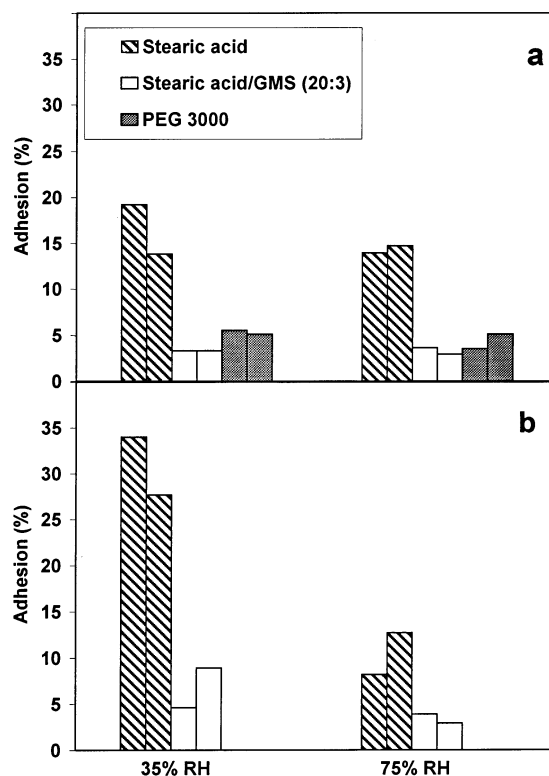 a
Stearic acid
Stearic acid/GMS (20:3)
PEG 3000
Adhesion (%)
35
30
25
20
15
10
5
0
b
Adhesion (%)
35
30
25
20
15
10
5
0
35% RH
75% RH